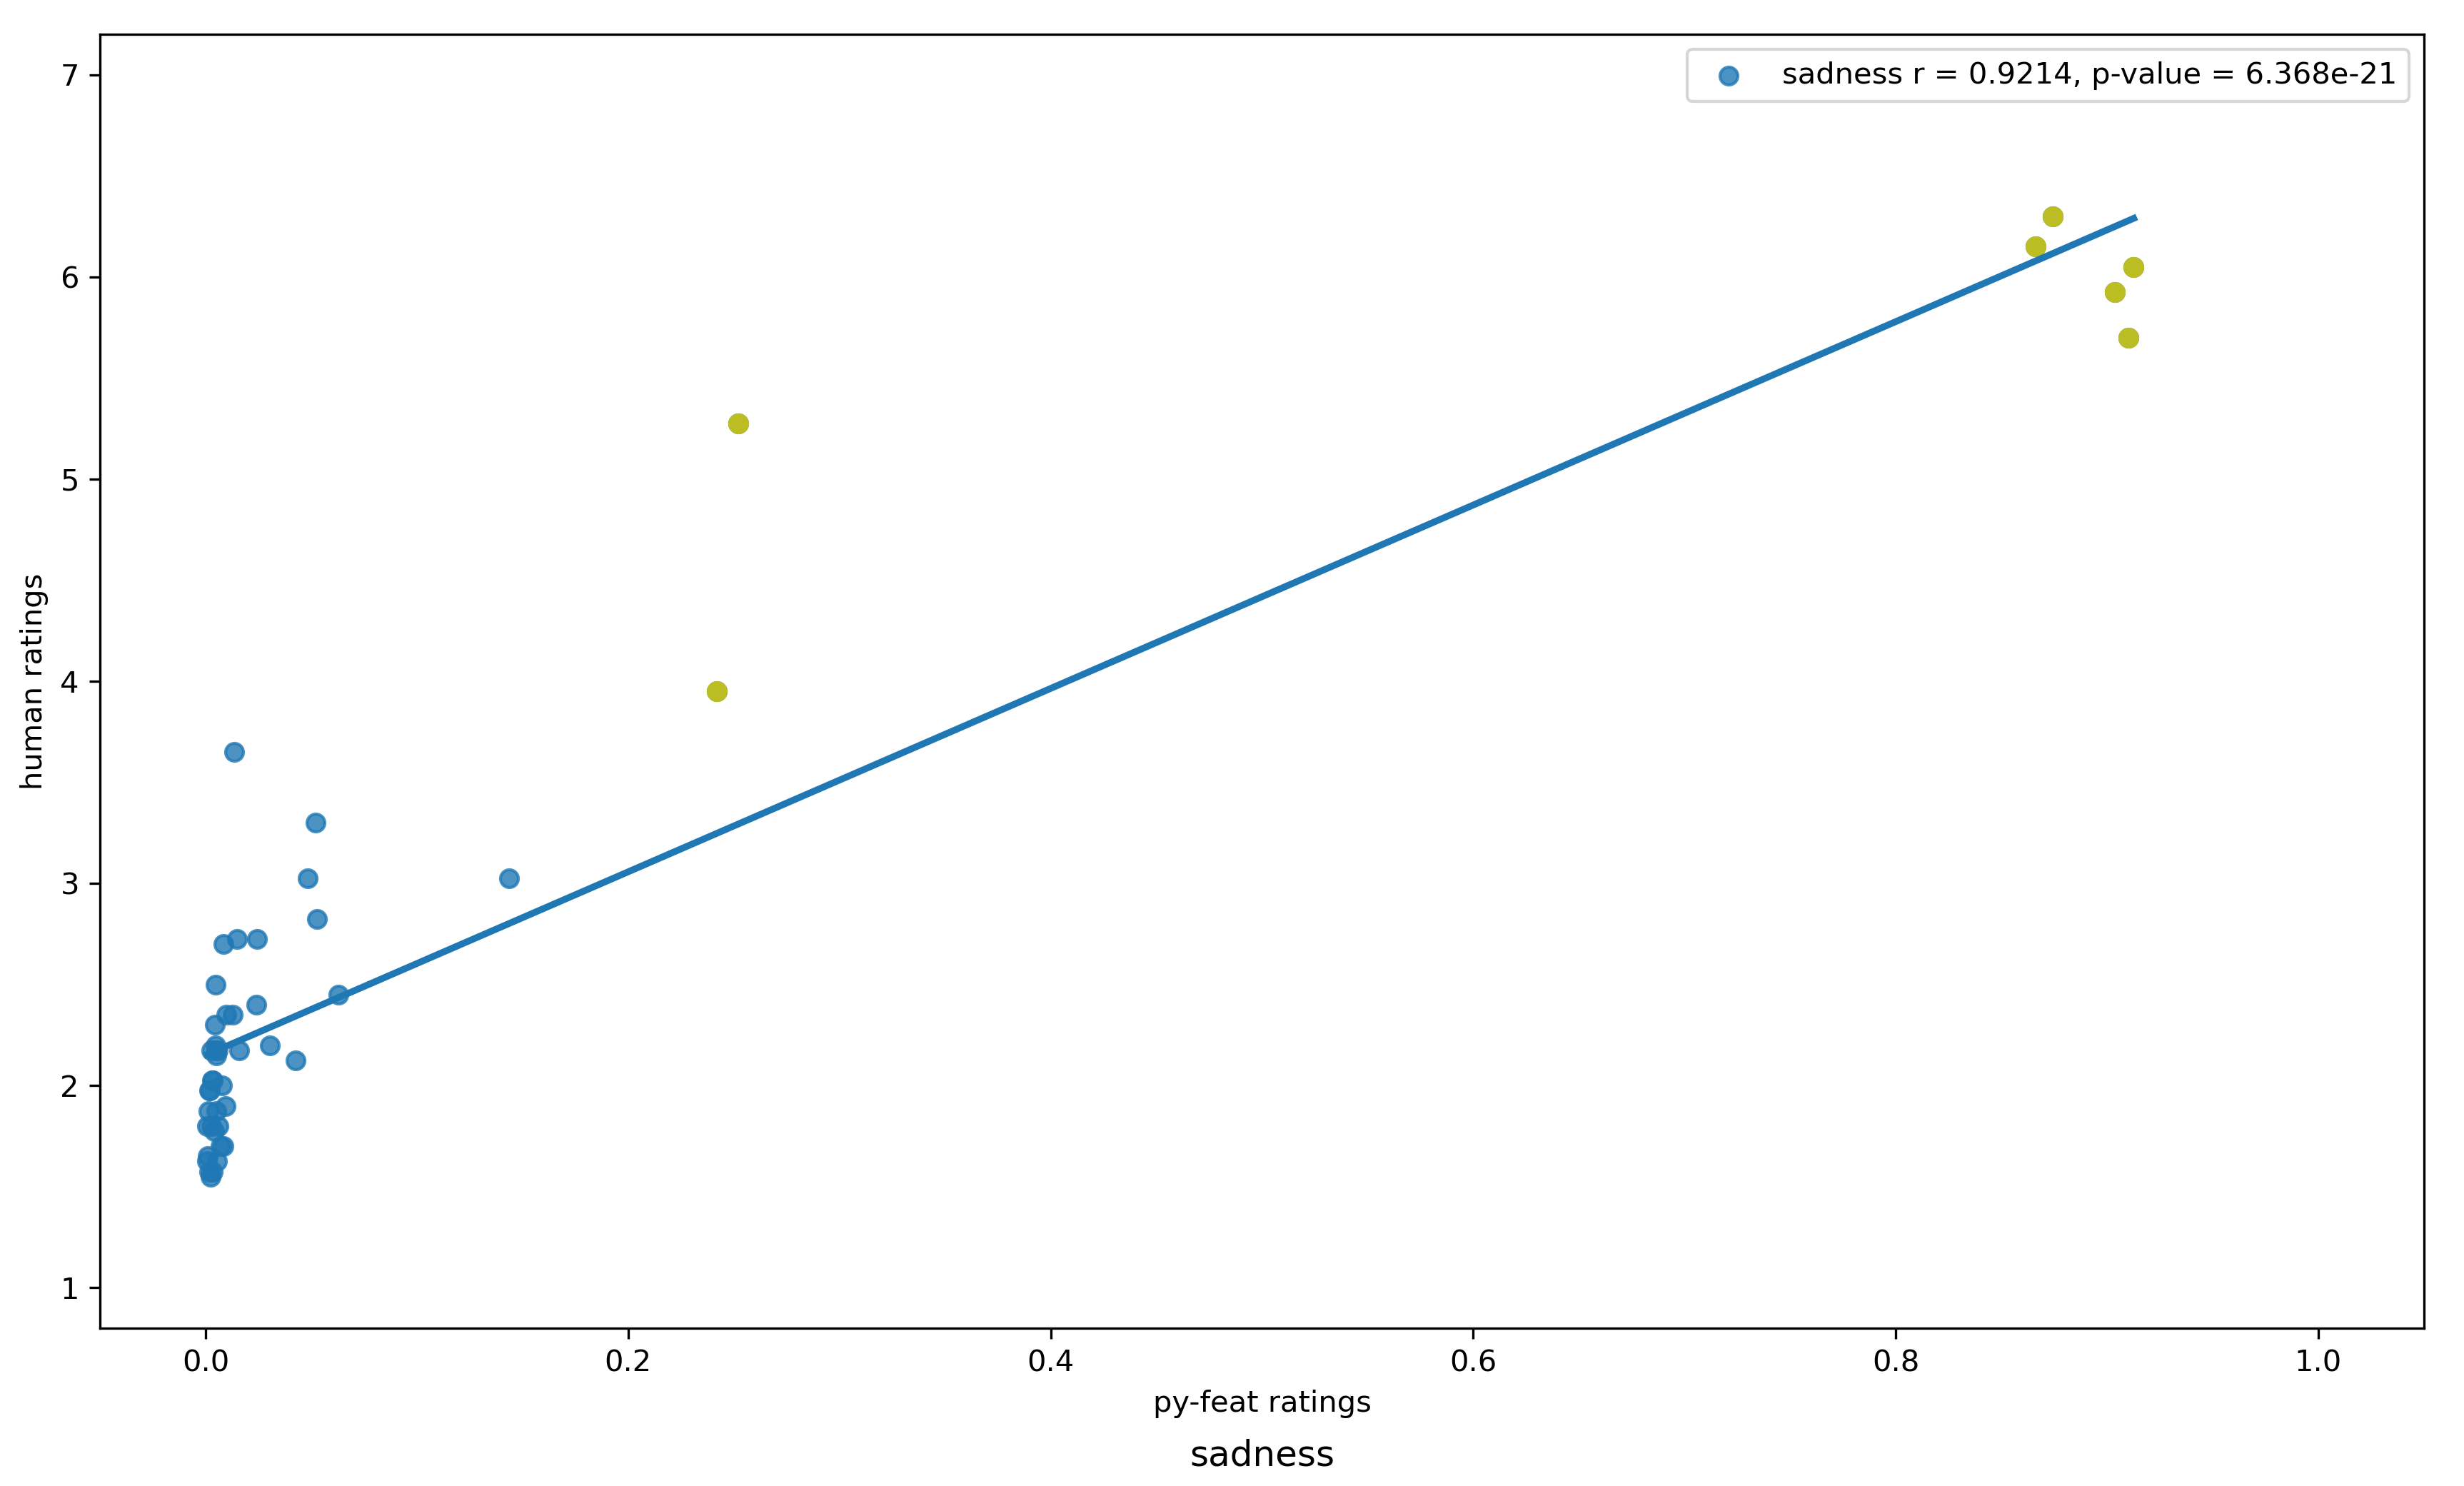 sadness r = 0.9214, p-value = 6.368e-21
7
6
5
4
3
2
1
human ratings
0.0 0.2 0.4 0.6 0.8 1.0
py-feat ratings
sadness